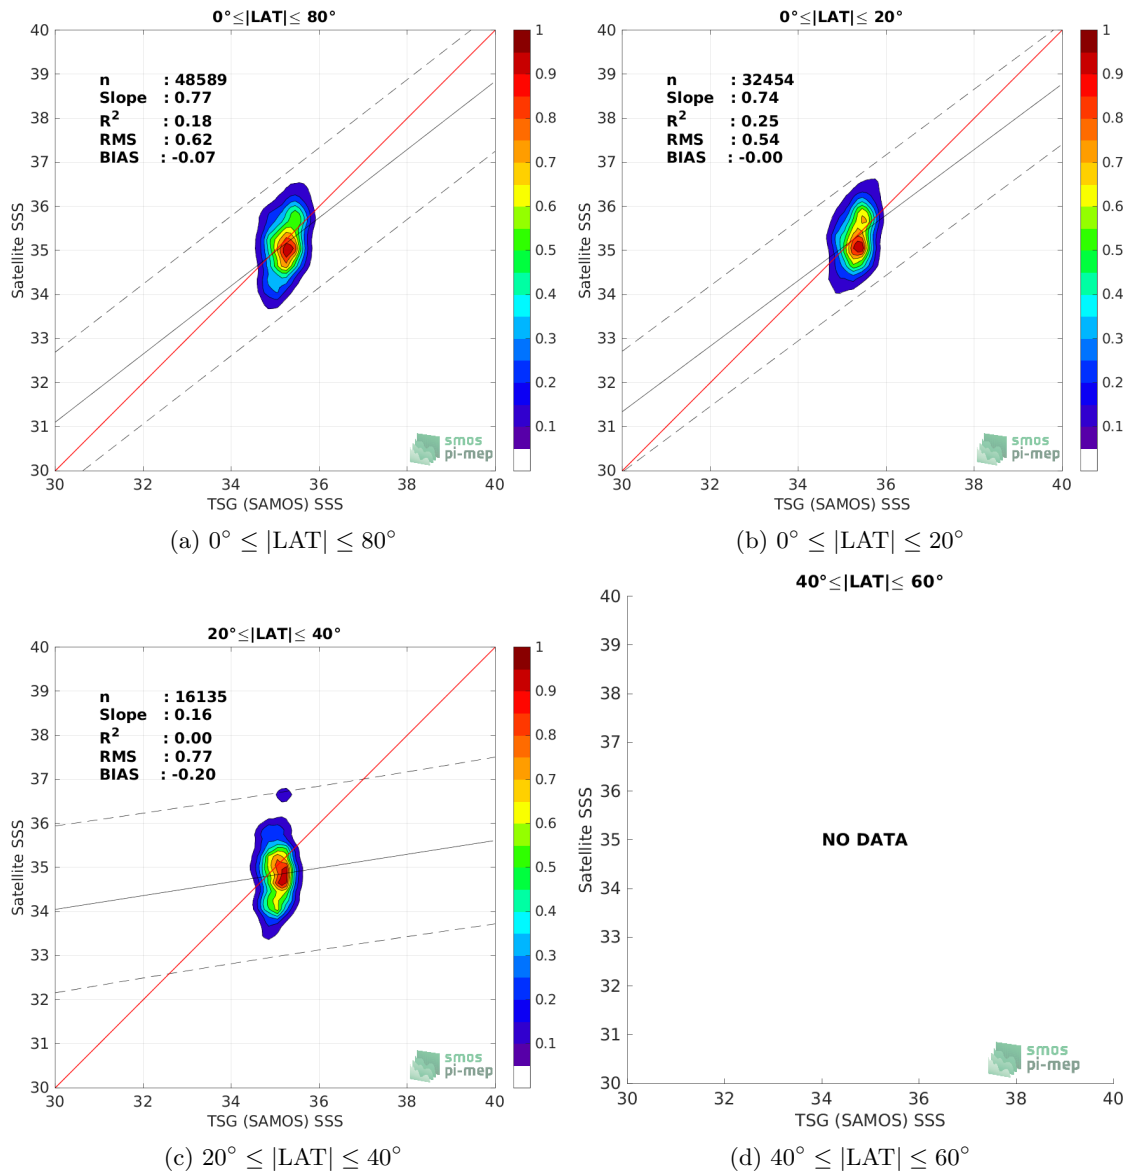 0°≤|LAT|≤ 80°
40
39
38
37
36
35
34
33
32
31
30
Satellite SSS
n : 48589
Slope : 0.77
R² : 0.18
RMS : 0.62
BIAS : -0.07
smos
pi-mep
30 32 34 36 38 40
TSG (SAMOS) SSS
1
0.9
0.8
0.7
0.6
0.5
0.4
0.3
0.2
0.1
(a) 0° ≤ |LAT| ≤ 80°
0°≤|LAT|≤ 20°
40
39
38
37
36
35
34
33
32
31
30
Satellite SSS
n : 32454
Slope : 0.74
R² : 0.25
RMS : 0.54
BIAS : -0.00
smos
pi-mep
30 32 34 36 38 40
TSG (SAMOS) SSS
1
0.9
0.8
0.7
0.6
0.5
0.4
0.3
0.2
0.1
(b) 0° ≤ |LAT| ≤ 20°
20°≤|LAT|≤ 40°
40
39
38
37
36
35
34
33
32
31
30
Satellite SSS
n : 16135
Slope : 0.16
R² : 0.00
RMS : 0.77
BIAS : -0.20
smos
pi-mep
30 32 34 36 38 40
TSG (SAMOS) SSS
1
0.9
0.8
0.7
0.6
0.5
0.4
0.3
0.2
0.1
(c) 20° ≤ |LAT| ≤ 40°
40°≤|LAT|≤ 60°
40
39
38
37
36
35
34
33
32
31
30
Satellite SSS
NO DATA
smos
pi-mep
30 32 34 36 38 40
TSG (SAMOS) SSS
(d) 40° ≤ |LAT| ≤ 60°